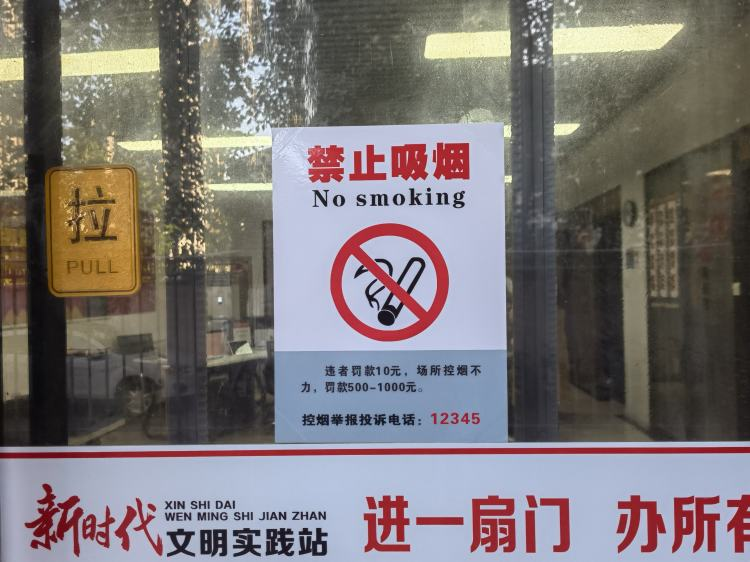 禁止吸烟
No smoking
拉
PULL
违者罚款10元，场所控烟不
力，罚款500-1000元。
控烟举报投诉电话：12345
新时代
XIN SHI DAI
WEN MING SHI JIAN ZHAN
文明实践站
进一扇门 办所有